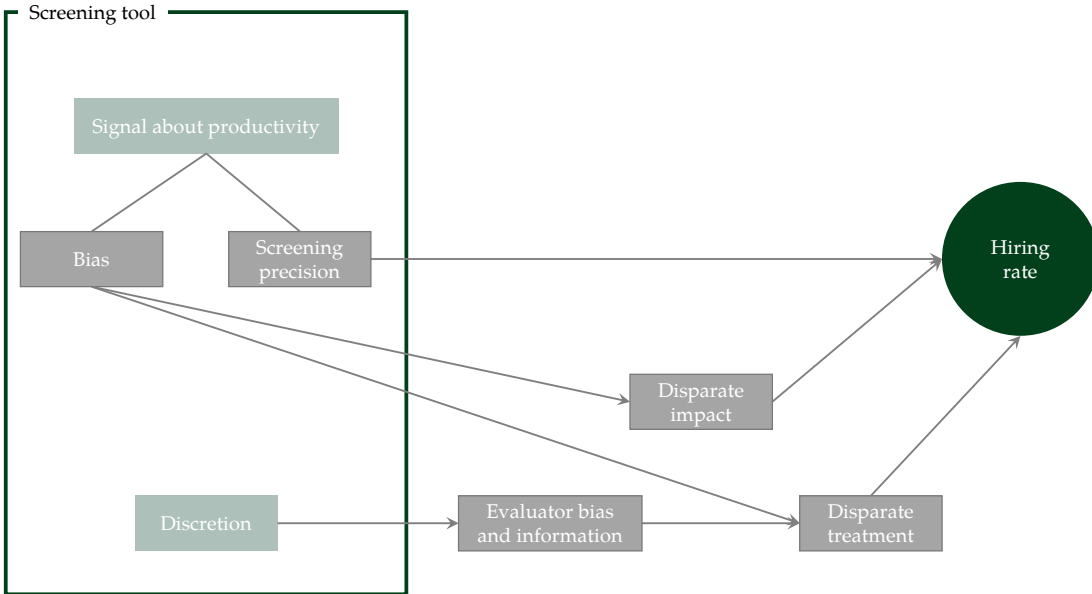 Screening tool
Signal about productivity
Bias
Screening
precision
Hiring
rate
Disparate
impact
Discretion
Evaluator bias
and information
Disparate
treatment